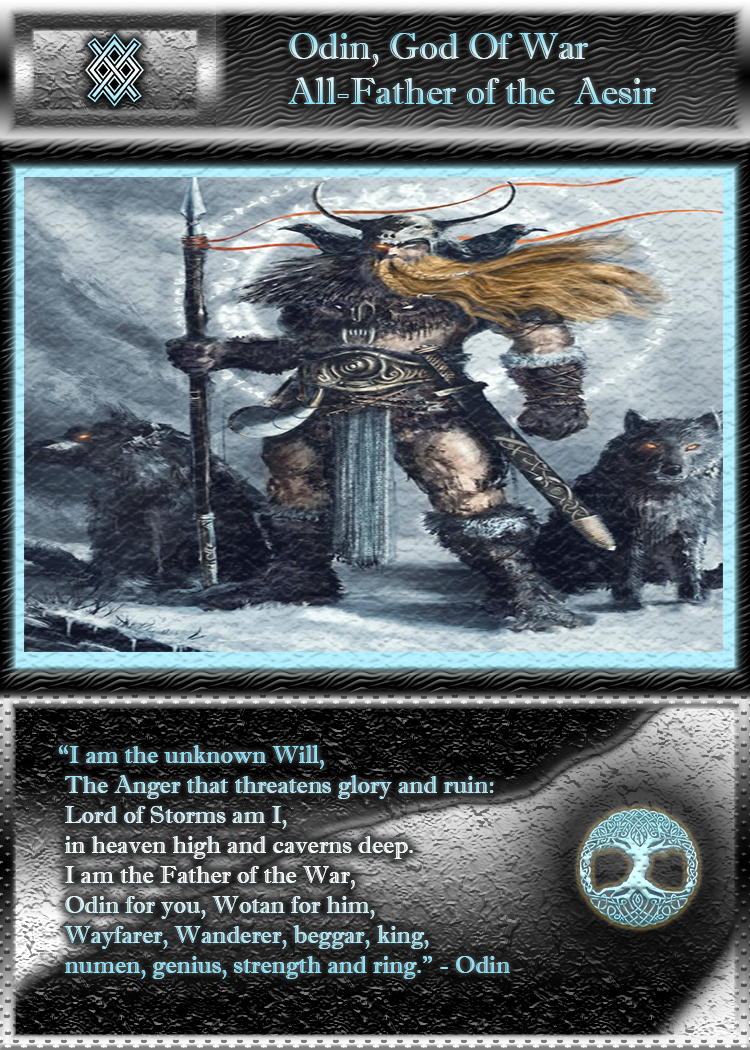 Odin, God Of War
All-Father of the Aesir
“I am the unknown Will,
The Anger that threatens glory and ruin:
Lord of Storms am I,
in heaven high and caverns deep.
I am the Father of the War,
Odin for you, Wotan for him,
Wayfarer, Wanderer, beggar, king,
numen, genius, strength and ring.” - Odin